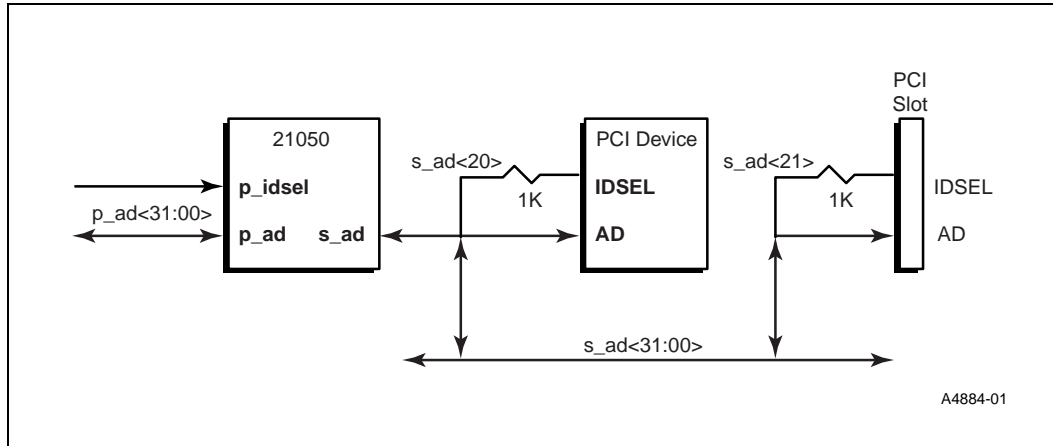 PCI
Slot
21050
PCI Device
s_ad<20>
s_ad<21>
p_idsel
IDSEL
1K
1K
IDSEL
p_ad<31:00>
p_ad
s_ad
AD
AD
s_ad<31:00>
A4884-01